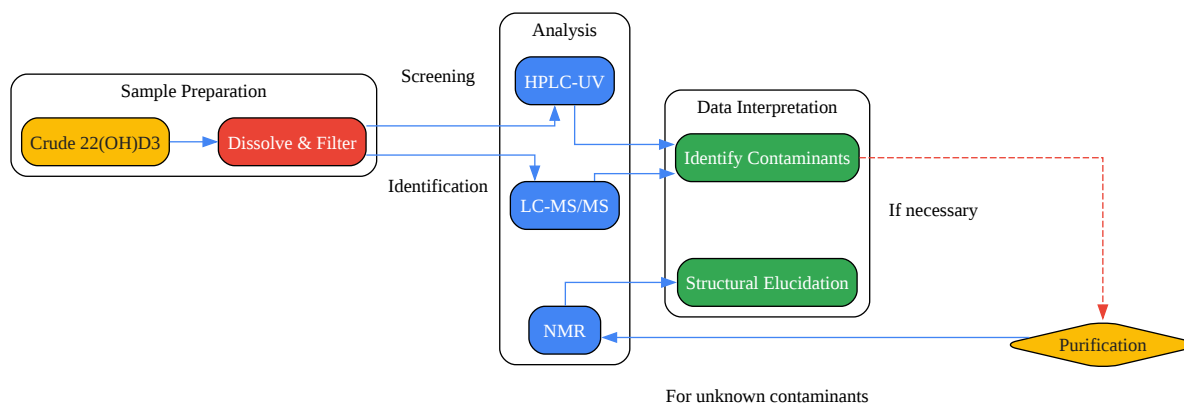 Analysis
Screening
HPLC-UV
Sample Preparation
Data Interpretation
Crude 22(OH)D3
Dissolve & Filter
Identify Contaminants
Identification
LC-MS/MS
If necessary
Structural Elucidation
NMR
Purification
For unknown contaminants